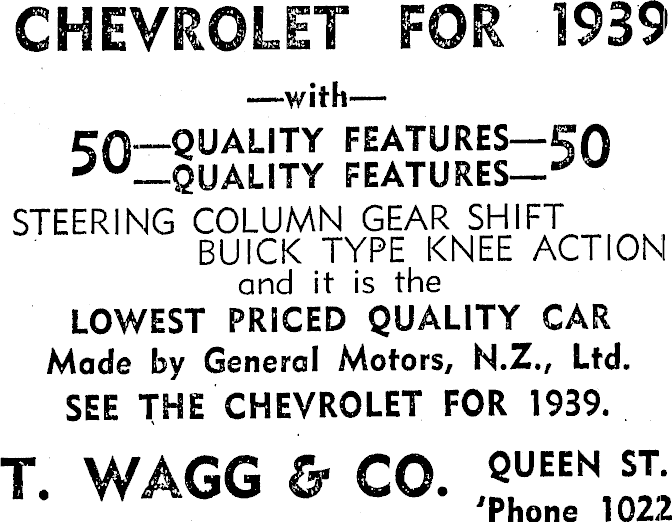 CHEVROLET FOR 1939
—with—
50—QUALITY FEATURES—50
—QUALITY FEATURES—
STEERING COLUMN GEAR SHIFT
BUICK TYPE KNEE ACTION
and it is the
LOWEST PRICED QUALITY CAR
Made by General Motors, N.Z., Ltd.
SEE THE CHEVROLET FOR 1939.
T. WAGG & CO. QUEEN ST.
'Phone 1022